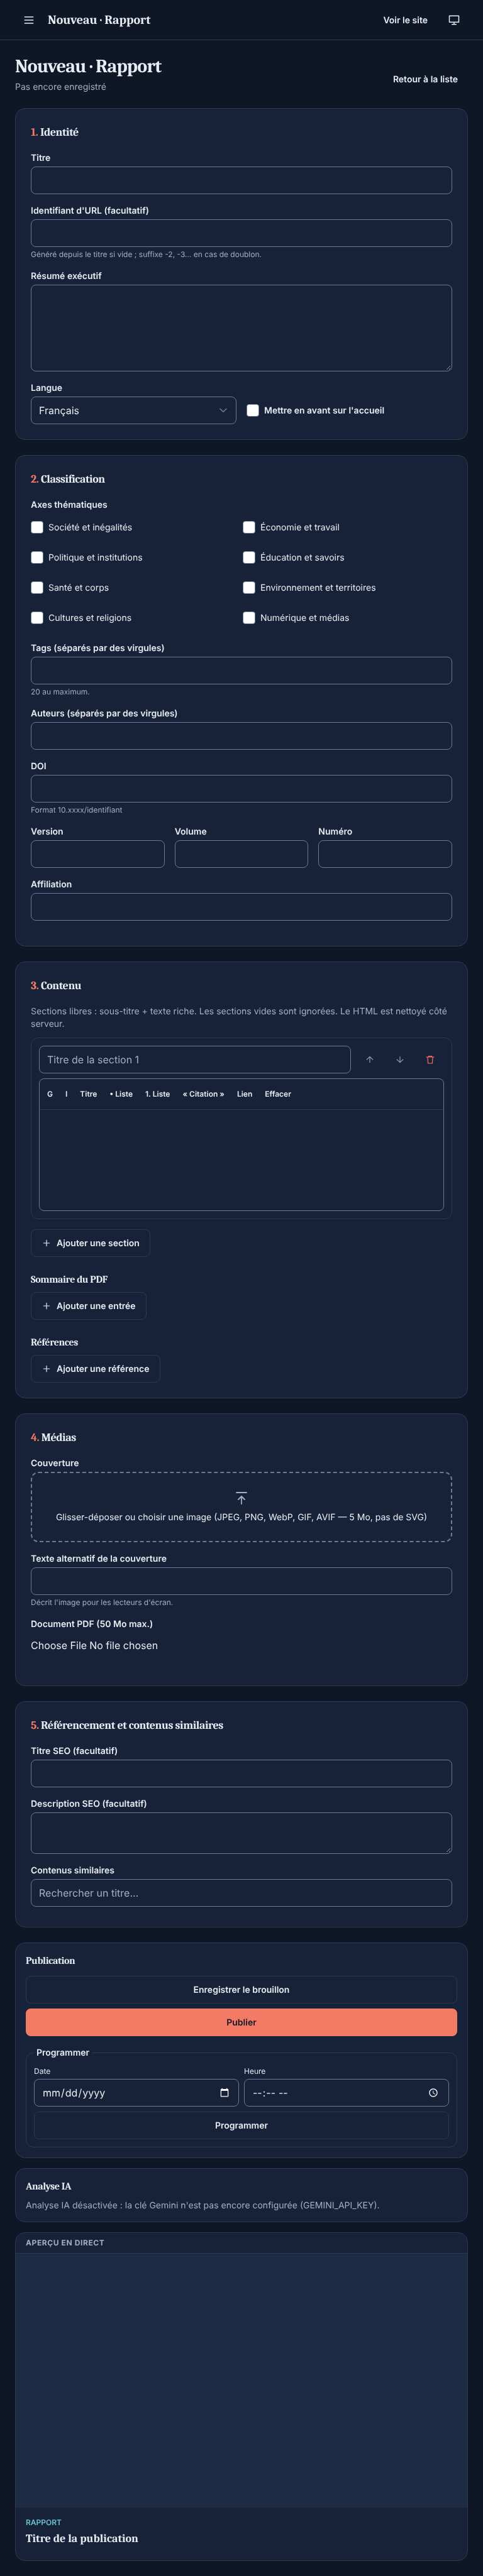 Nouveau · Rapport
Voir le site
Nouveau · Rapport
Pas encore enregistré
Retour à la liste
1. Identité
Titre
Identifiant d'URL (facultatif)
Généré depuis le titre si vide ; suffixe -2, -3… en cas de doublon.
Résumé exécutif
Langue
Français
Mettre en avant sur l'accueil
2. Classification
Axes thématiques
Société et inégalités
Économie et travail
Politique et institutions
Éducation et savoirs
Santé et corps
Environnement et territoires
Cultures et religions
Numérique et médias
Tags (séparés par des virgules)
20 au maximum.
Auteurs (séparés par des virgules)
DOI
Format 10.xxxx/identifiant
Version
Volume
Numéro
Affiliation
3. Contenu
Sections libres : sous-titre + texte riche. Les sections vides sont ignorées. Le HTML est nettoyé côté
serveur.
Titre de la section 1
G I Titre • Liste 1. Liste « Citation » Lien Effacer
Ajouter une section
Sommaire du PDF
Ajouter une entrée
Références
Ajouter une référence
4. Médias
Couverture
Glisser-déposer ou choisir une image (JPEG, PNG, WebP, GIF, AVIF — 5 Mo, pas de SVG)
Texte alternatif de la couverture
Décrit l'image pour les lecteurs d'écran.
Document PDF (50 Mo max.)
Choose File No file chosen
5. Référencement et contenus similaires
Titre SEO (facultatif)
Description SEO (facultatif)
Contenus similaires
Rechercher un titre…
Publication
Enregistrer le brouillon
Publier
Programmer
Date
Heure
mm/dd/yyyy
--:-- --
Programmer
Analyse IA
Analyse IA désactivée : la clé Gemini n'est pas encore configurée (GEMINI_API_KEY).
APERÇU EN DIRECT
RAPPORT
Titre de la publication